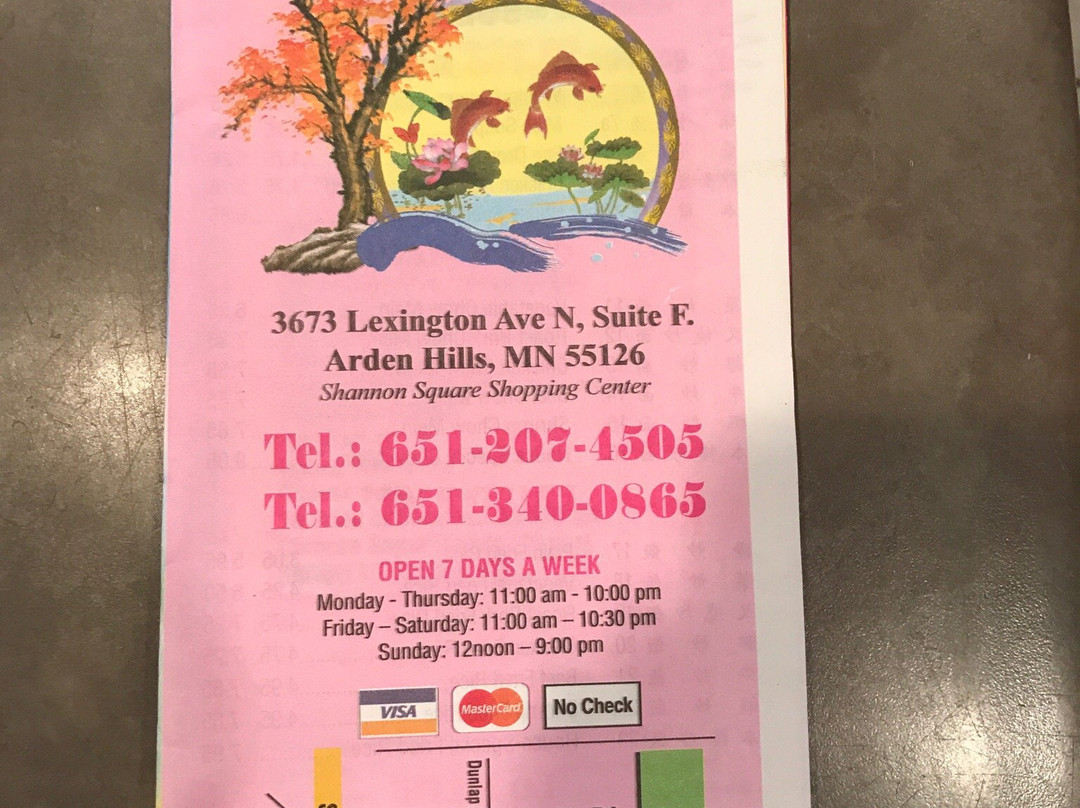 3673 Lexington Ave N, Suite F.
Arden Hills, MN 55126
Shannon Square Shopping Center
Tel.: 651-207-4505
Tel.: 651-340-0865
OPEN 7 DAYS A WEEK
Monday - Thursday: 11:00 am - 10:00 pm
Friday – Saturday: 11:00 am – 10:30 pm
Sunday: 12noon – 9:00 pm
VISA
MasterCard
No Check
Dunlap